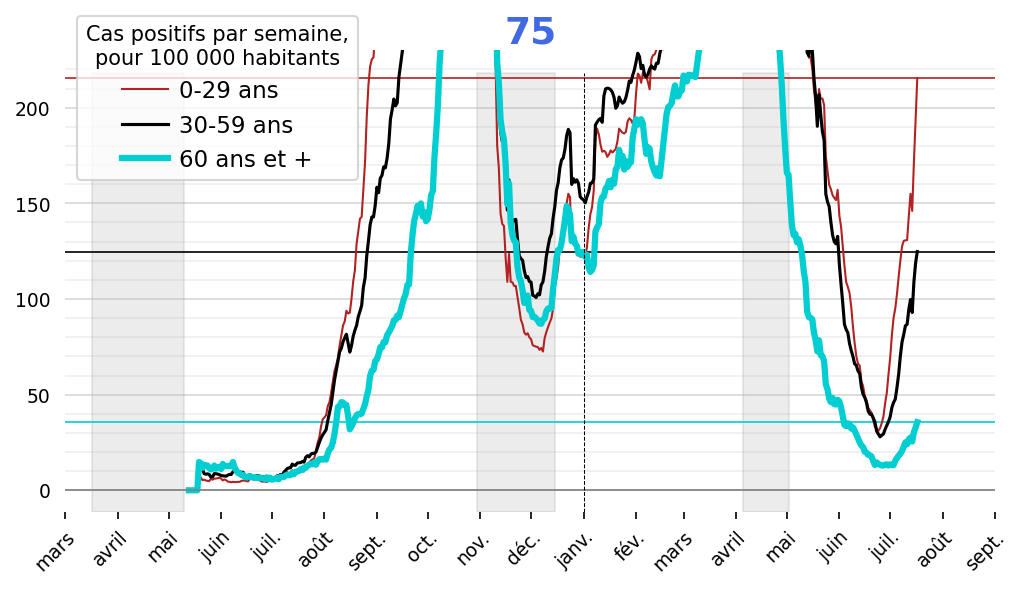 75
Cas positifs par semaine,
pour 100 000 habitants
0-29 ans
30-59 ans
60 ans et +
200
150
100
50
0
mars
avril
mai
juin
juil.
août
sept.
oct.
nov.
déc.
janv.
fév.
mars
avril
mai
juin
juil.
août
sept.